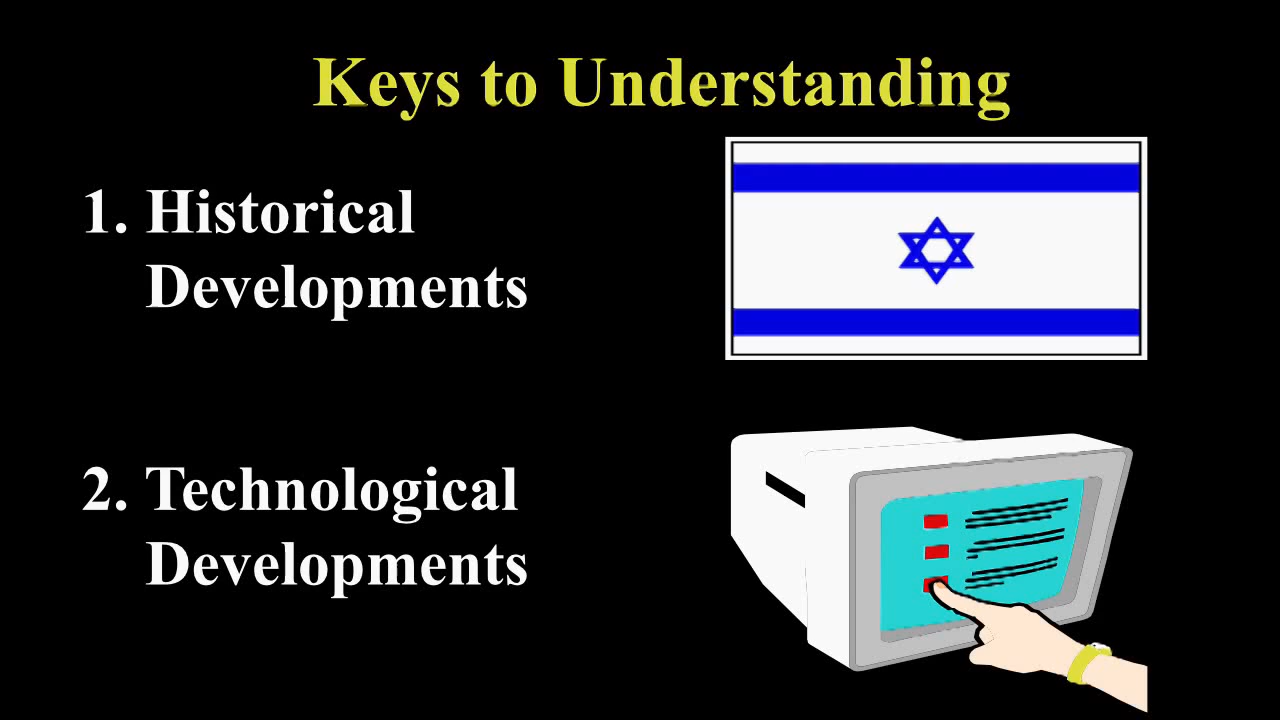 Keys to Understanding
1. Historical
Developments
2. Technological
Developments